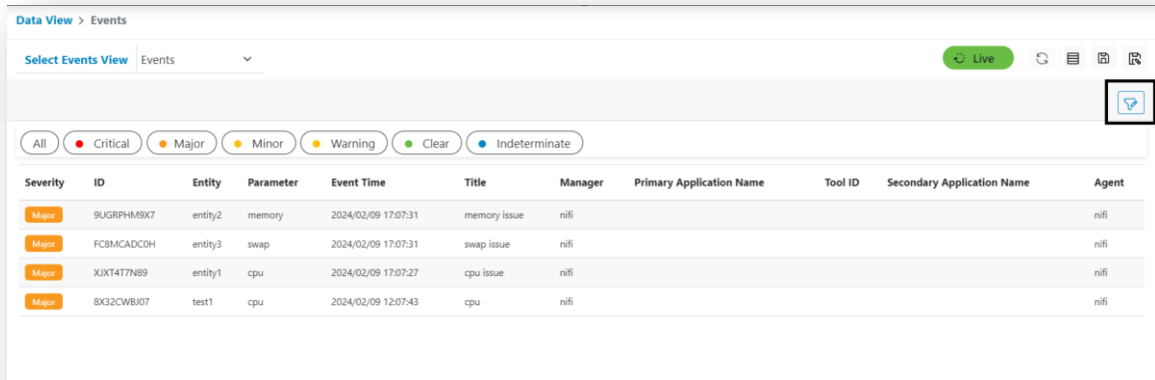 Data View > Events
Select Events View Events Live
All Critical Major Minor Warning Clear Indeterminate
Severity ID Entity Parameter Event Time Title Manager Primary Application Name Tool ID Secondary Application Name Agent
Major 9UGRPHM9X7 entity2 memory 2024/02/09 17:07:31 memory issue nifi nifi
Major FC8MCADC0H entity3 swap 2024/02/09 17:07:31 swap issue nifi nifi
Major XJXT4T7N89 entity1 cpu 2024/02/09 17:07:27 cpu issue nifi nifi
Major 8X32CWBJ07 test1 cpu 2024/02/09 12:07:43 cpu nifi nifi